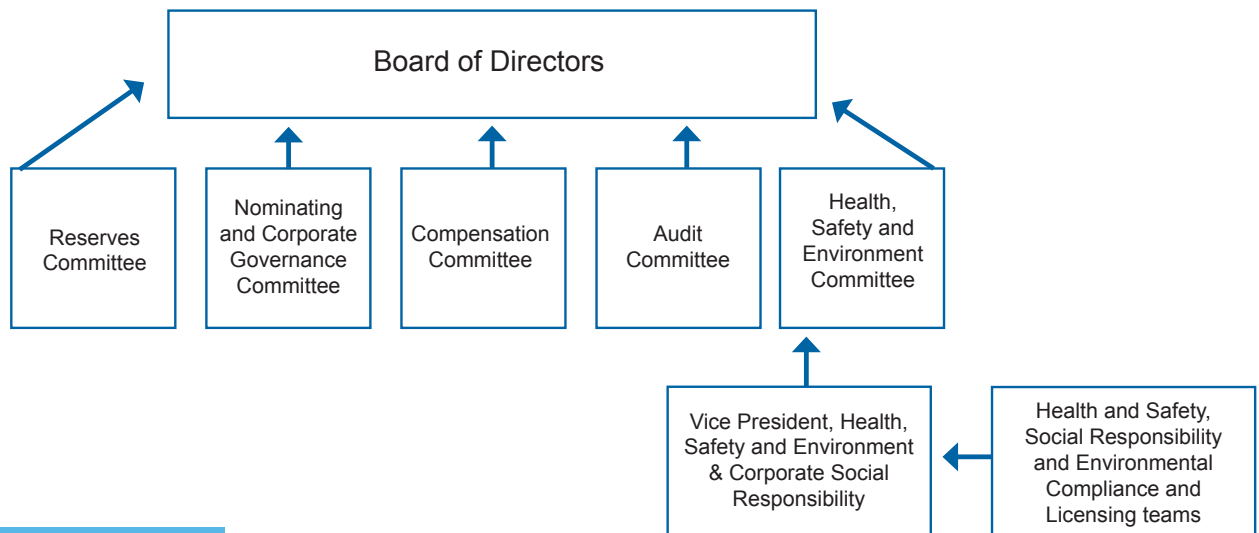 Board of Directors
Reserves
Committee
Nominating
and Corporate
Governance
Committee
Compensation
Committee
Audit
Committee
Health,
Safety and
Environment
Committee
Vice President, Health,
Safety and Environment
& Corporate Social
Responsibility
Health and Safety,
Social Responsibility
and Environmental
Compliance and
Licensing teams